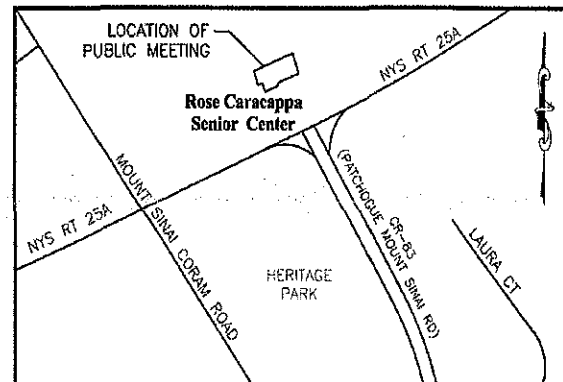 LOCATION OF
PUBLIC MEETING
NYS RT 25A
Rose Caracappa
Senior Center
MOUNT SINAI CORAM ROAD
NYS RT 25A
CR-83
(PATCHOGUE MOUNT SINAI RD)
LAURA CT
HERITAGE
PARK